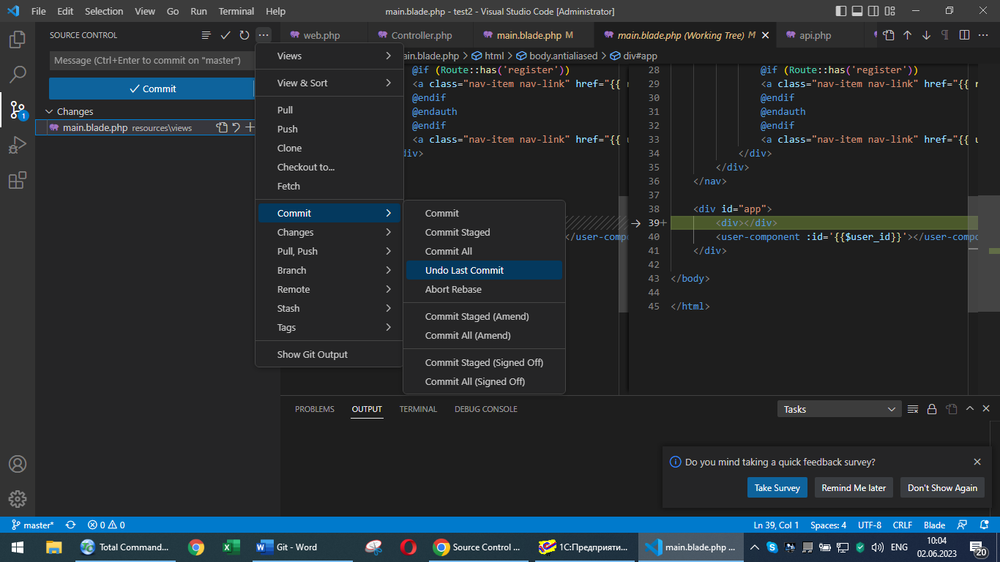 File Edit Selection View Go Run Terminal Help
main.blade.php - test2 - Visual Studio Code [Administrator]
SOURCE CONTROL
web.php
Controller.php
main.blade.php M
main.blade.php (Working Tree) M
api.php
Message (Ctrl+Enter to commit on "master")
Commit
Changes
main.blade.php resources\views
1
Views
View & Sort
Pull
Push
Clone
Checkout to...
Fetch
Commit
Changes
Pull, Push
Branch
Remote
Stash
Tags
Show Git Output
Commit
Commit Staged
Commit All
Undo Last Commit
Abort Rebase
Commit Staged (Amend)
Commit All (Amend)
Commit Staged (Signed Off)
Commit All (Signed Off)
ain.blade.php > html > body.antialiased > div#app
@if (Route::has('register'))
<a class="nav-item nav-link" href="{{
@endif
@endauth
@endif
<a class="nav-item nav-link" href="{{
div>
</user-compo
28 @if (Route::has('register'))
29 <a class="nav-item nav-link" href="{{ r
30 @endif
31 @endauth
32 @endif
33 <a class="nav-item nav-link" href="{{ u
34 </div>
35 </div>
36 </nav>
37
38 <div id="app">
39+ <div></div>
40 <user-component :id='{{$user_id}}'></user-compo
41 </div>
42
43 </body>
44
45 </html>
PROBLEMS OUTPUT TERMINAL DEBUG CONSOLE
Tasks
Do you mind taking a quick feedback survey?
Take Survey Remind Me later Don't Show Again
master* 0 0 Ln 39, Col 1 Spaces: 4 UTF-8 CRLF Blade
Total Command...
Git - Word
Source Control ...
1С:Предприяти...
main.blade.php ...
ENG
10:04
02.06.2023
20